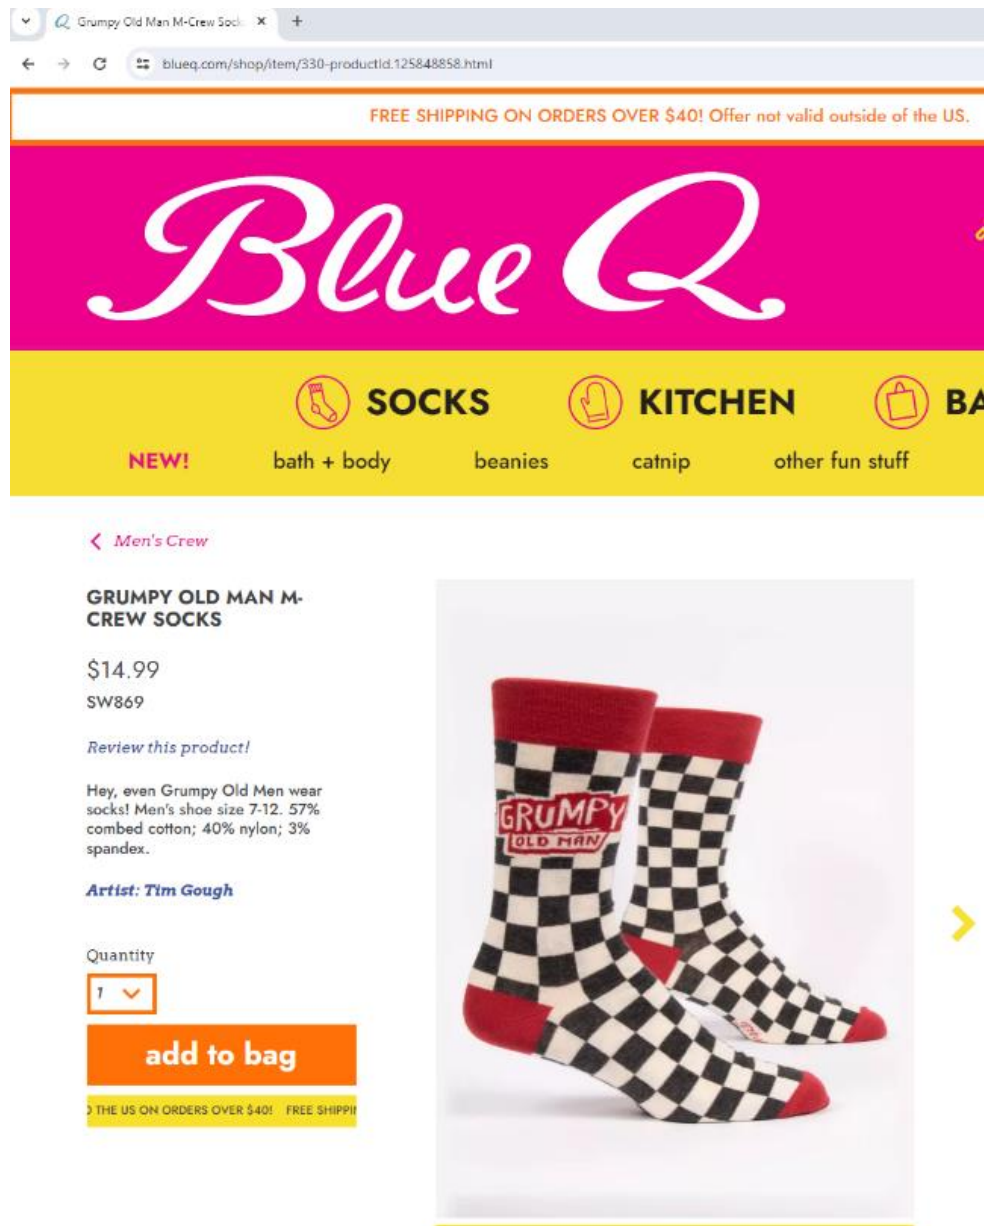 Grumpy Old Man M-Crew Sock
blueq.com/shop/item/330-productid.125848858.html
FREE SHIPPING ON ORDERS OVER $40! Offer not valid outside of the US.
Blue Q
SOCKS KITCHEN BA
NEW! bath + body beanies catnip other fun stuff
Men's Crew
GRUMPY OLD MAN M-
CREW SOCKS
$14.99
SW869
Review this product!
Hey, even Grumpy Old Men wear
socks! Men's shoe size 7-12. 57%
combed cotton; 40% nylon; 3%
spandex.
Artist: Tim Gough
Quantity
1
add to bag
O THE US ON ORDERS OVER $40! FREE SHIPPI
GRUMPY
OLD MAN